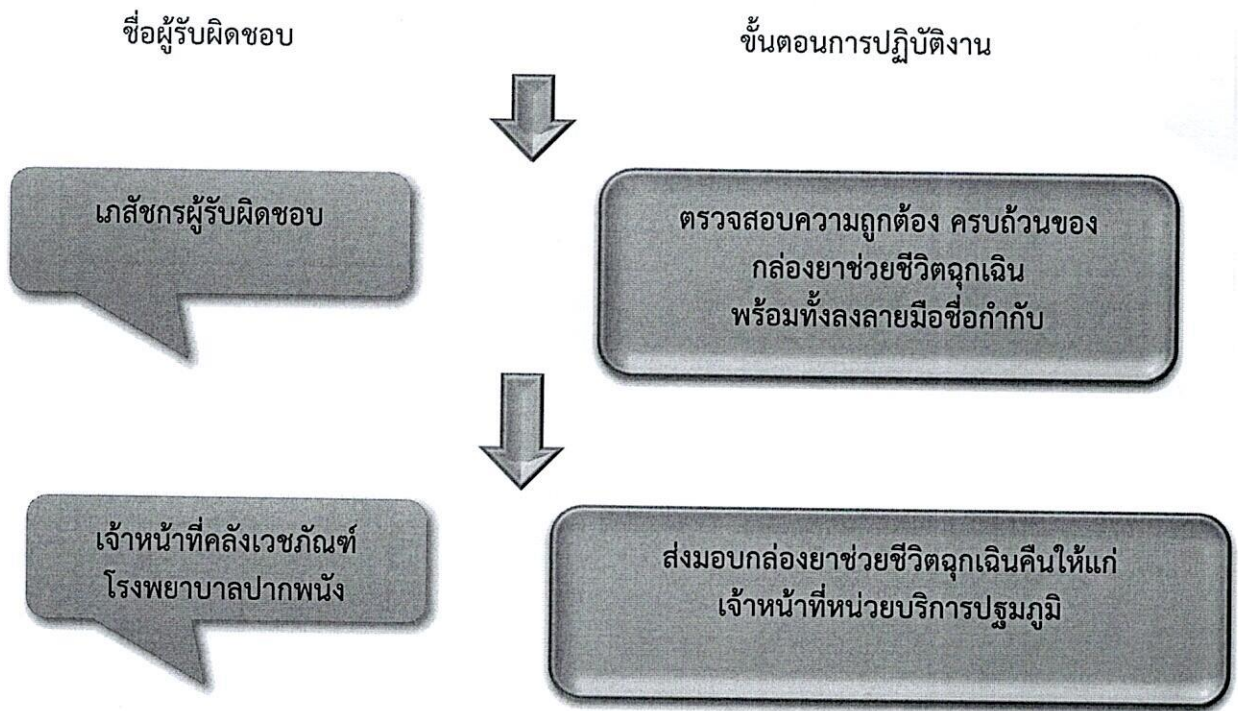 ชื่อผู้รับผิดชอบ
ขั้นตอนการปฏิบัติงาน
เภสัชกรผู้รับผิดชอบ
ตรวจสอบความถูกต้อง ครบถ้วนของ
กล่องยาช่วยชีวิตฉุกเฉิน
พร้อมทั้งลงลายมือชื่อกำกับ
เจ้าหน้าที่คลังเวชภัณฑ์
โรงพยาบาลปากพนัง
ส่งมอบกล่องยาช่วยชีวิตฉุกเฉินคืนให้แก่
เจ้าหน้าที่หน่วยบริการปฐมภูมิ